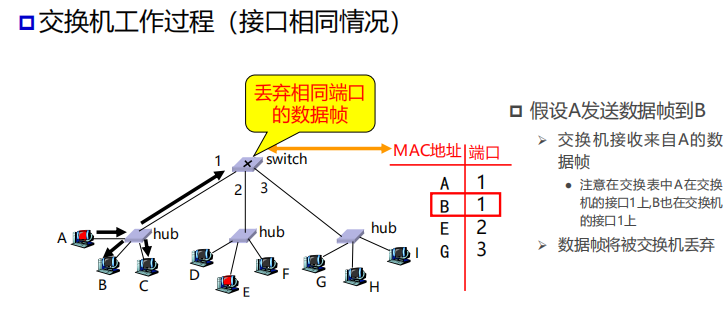 交换机工作过程（接口相同情况）
丢弃相同端口
的数据帧
MAC地址 端口
A 1
B 1
E 2
G 3
switch
1
2 3
hub
hub
hub
A
B
C
D
E
F
G
H
I
假设A发送数据帧到B
交换机接收来自A的数
据帧
注意在交换表中A在交换
机的接口1上,B也在交换机
的接口1上
数据帧将被交换机丢弃